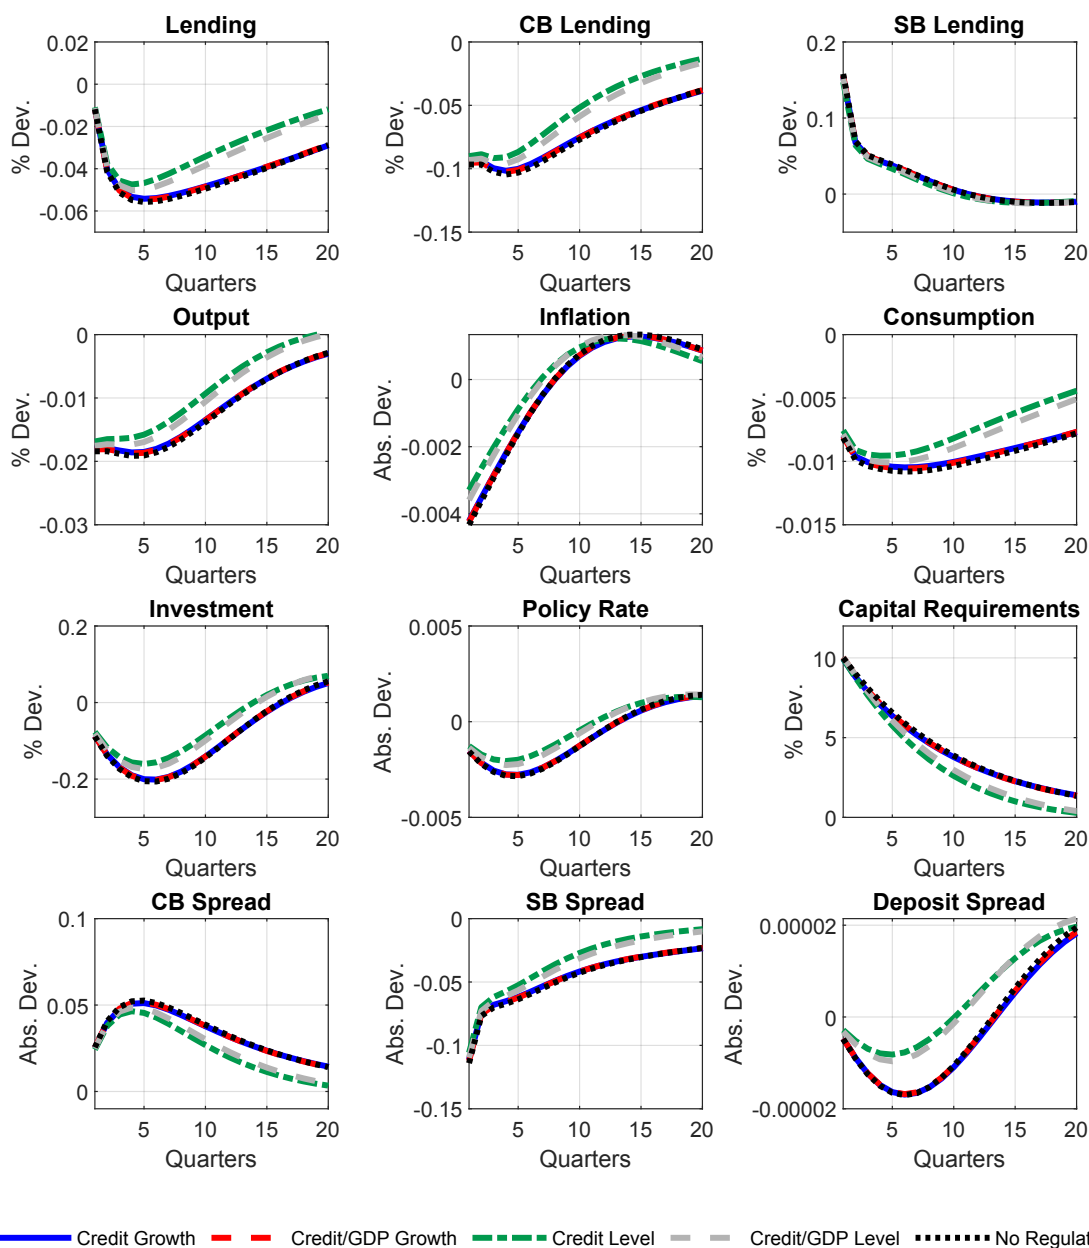 Lending
CB Lending
SB Lending
0.02
0
-0.02
-0.04
-0.06
% Dev.
5 10 15 20
Quarters
0
-0.05
-0.1
-0.15
% Dev.
5 10 15 20
Quarters
0.2
0.1
0
% Dev.
5 10 15 20
Quarters
Output
Inflation
Consumption
0
-0.01
-0.02
-0.03
% Dev.
5 10 15 20
Quarters
0
-0.002
-0.004
Abs. Dev.
5 10 15 20
Quarters
0
-0.005
-0.01
-0.015
% Dev.
5 10 15 20
Quarters
Investment
Policy Rate
Capital Requirements
0.2
0
-0.2
% Dev.
5 10 15 20
Quarters
0.005
0
-0.005
Abs. Dev.
5 10 15 20
Quarters
10
5
0
% Dev.
5 10 15 20
Quarters
CB Spread
SB Spread
Deposit Spread
0.1
0.05
0
Abs. Dev.
5 10 15 20
Quarters
0
-0.05
-0.1
-0.15
Abs. Dev.
5 10 15 20
Quarters
0.00002
0
-0.00002
Abs. Dev.
5 10 15 20
Quarters
Credit Growth Credit/GDP Growth Credit Level Credit/GDP Level No Regulat